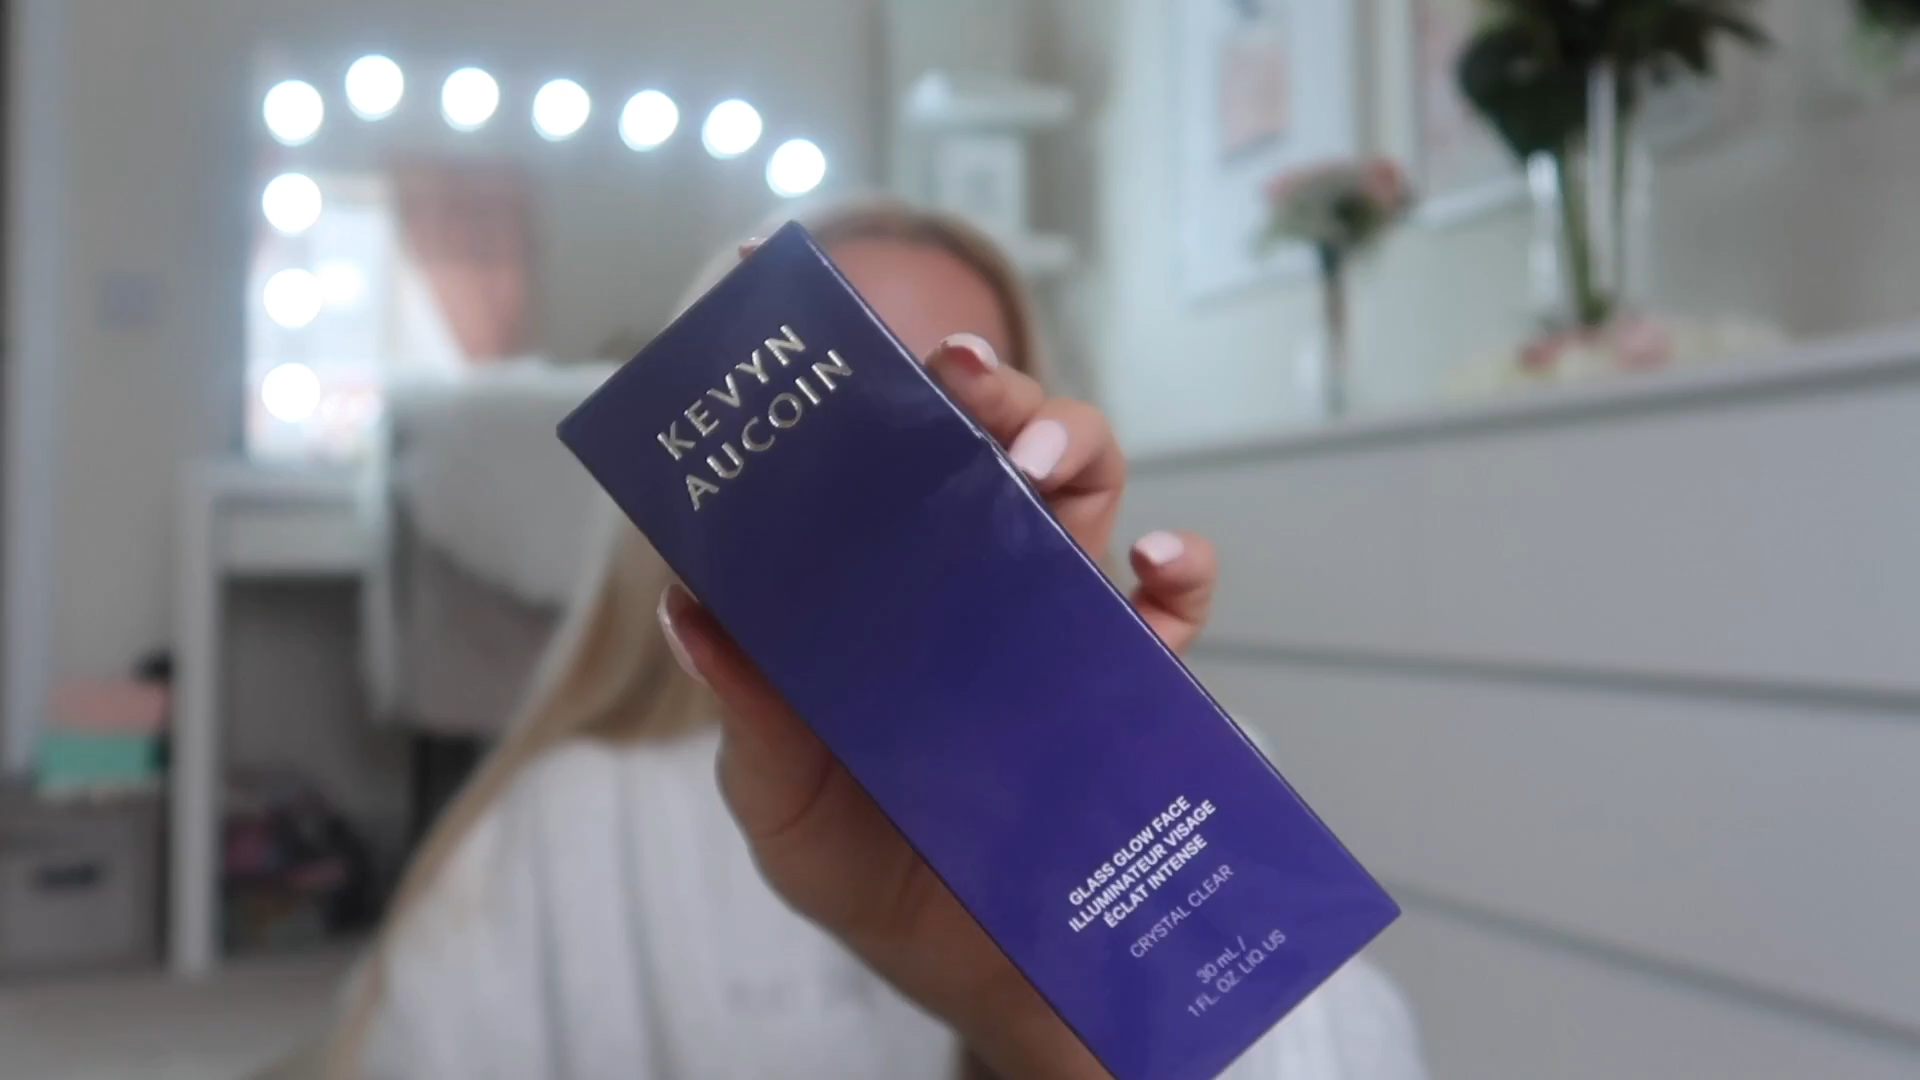 KEVYN
AUCOIN
GLASS GLOW FACE
ILLUMINATEUR VISAGE
ÉCLAT INTENSE
CRYSTAL CLEAR
30 mL /
1 FL. OZ. LIQ. US